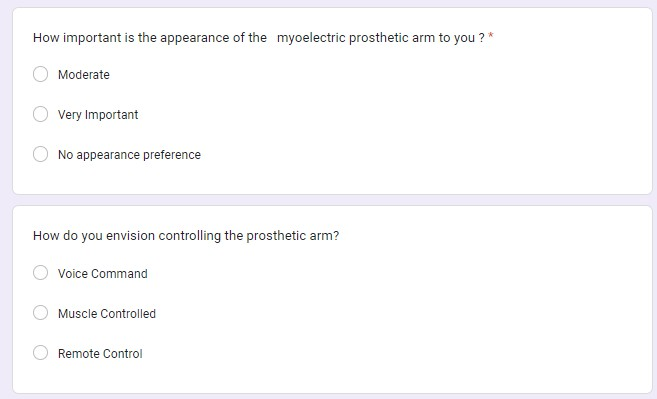 How important is the appearance of the myoelectric prosthetic arm to you ? *
Moderate
Very Important
No appearance preference
How do you envision controlling the prosthetic arm?
Voice Command
Muscle Controlled
Remote Control